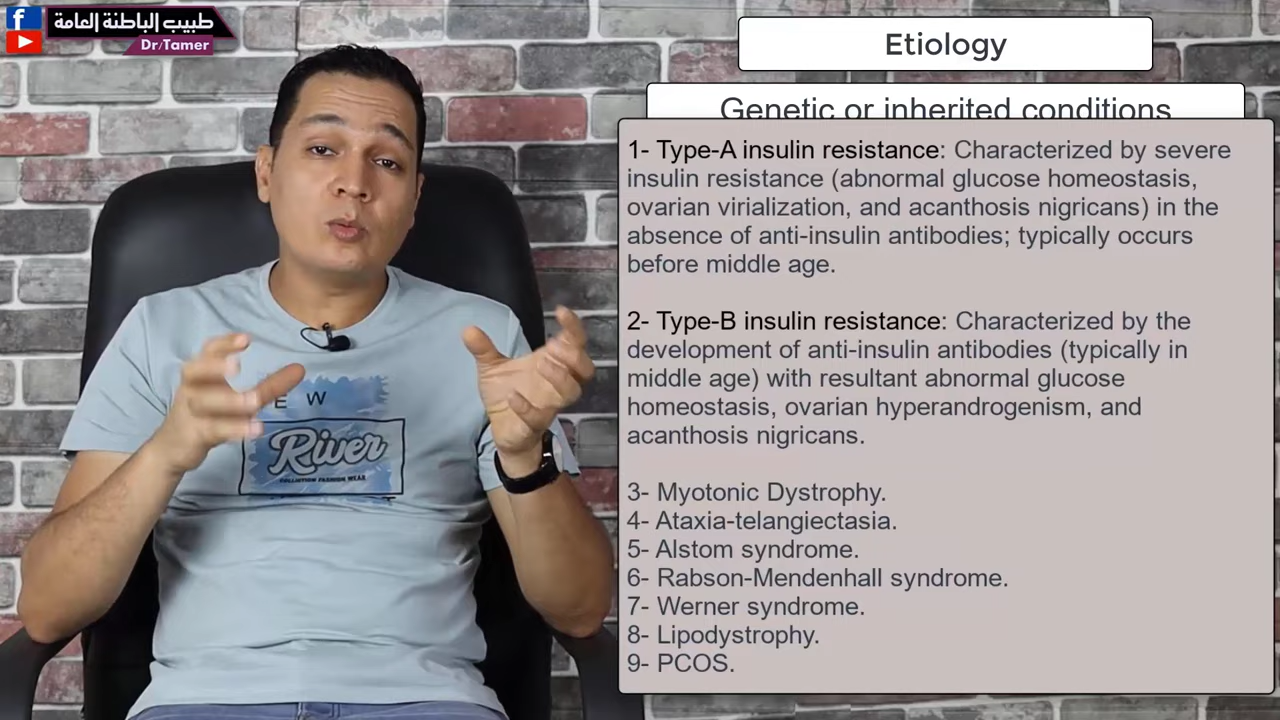 طبيب الباطنة العامة
Dr/Tamer
Etiology
Genetic or inherited conditions
1- Type-A insulin resistance: Characterized by severe
insulin resistance (abnormal glucose homeostasis,
ovarian virialization, and acanthosis nigricans) in the
absence of anti-insulin antibodies; typically occurs
before middle age.
2- Type-B insulin resistance: Characterized by the
development of anti-insulin antibodies (typically in
middle age) with resultant abnormal glucose
homeostasis, ovarian hyperandrogenism, and
acanthosis nigricans.
3- Myotonic Dystrophy.
4- Ataxia-telangiectasia.
5- Alstom syndrome.
6- Rabson-Mendenhall syndrome.
7- Werner syndrome.
8- Lipodystrophy.
9- PCOS.
E W
River
COLLICTION FASHION WEAR